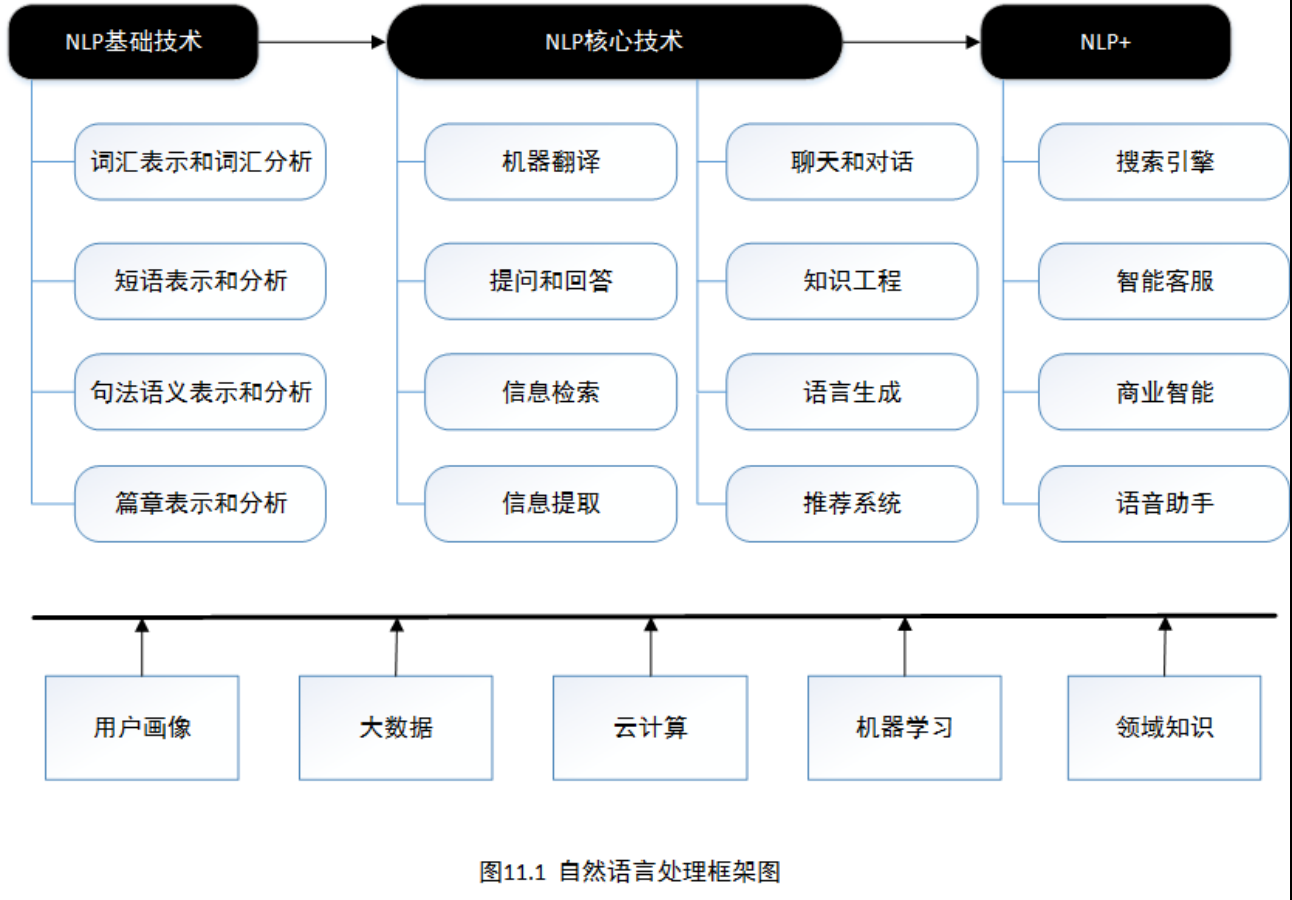 NLP基础技术
NLP核心技术
NLP+
词汇表示和词汇分析
机器翻译
聊天和对话
搜索引擎
短语表示和分析
提问和回答
知识工程
智能客服
句法语义表示和分析
信息检索
语言生成
商业智能
篇章表示和分析
信息提取
推荐系统
语音助手
用户画像
大数据
云计算
机器学习
领域知识
图11.1 自然语言处理框架图